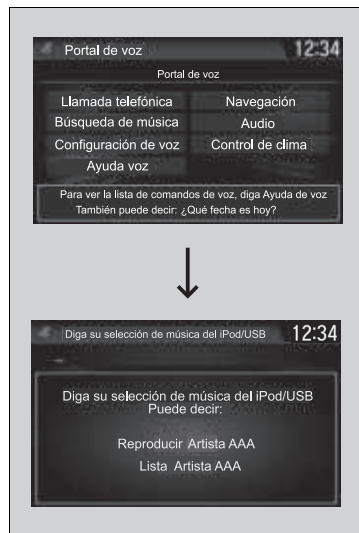 Portal de voz 12:34
Portal de voz
Llamada telefónica Navegación
Búsqueda de música Audio
Configuración de voz Control de clima
Ayuda voz
Para ver la lista de comandos de voz, diga Ayuda de voz
También puede decir: ¿Qué fecha es hoy?
Diga su selección de música del iPod/USB 12:34
Diga su selección de música del iPod/USB
Puede decir:
Reproducir Artista AAA
Lista Artista AAA